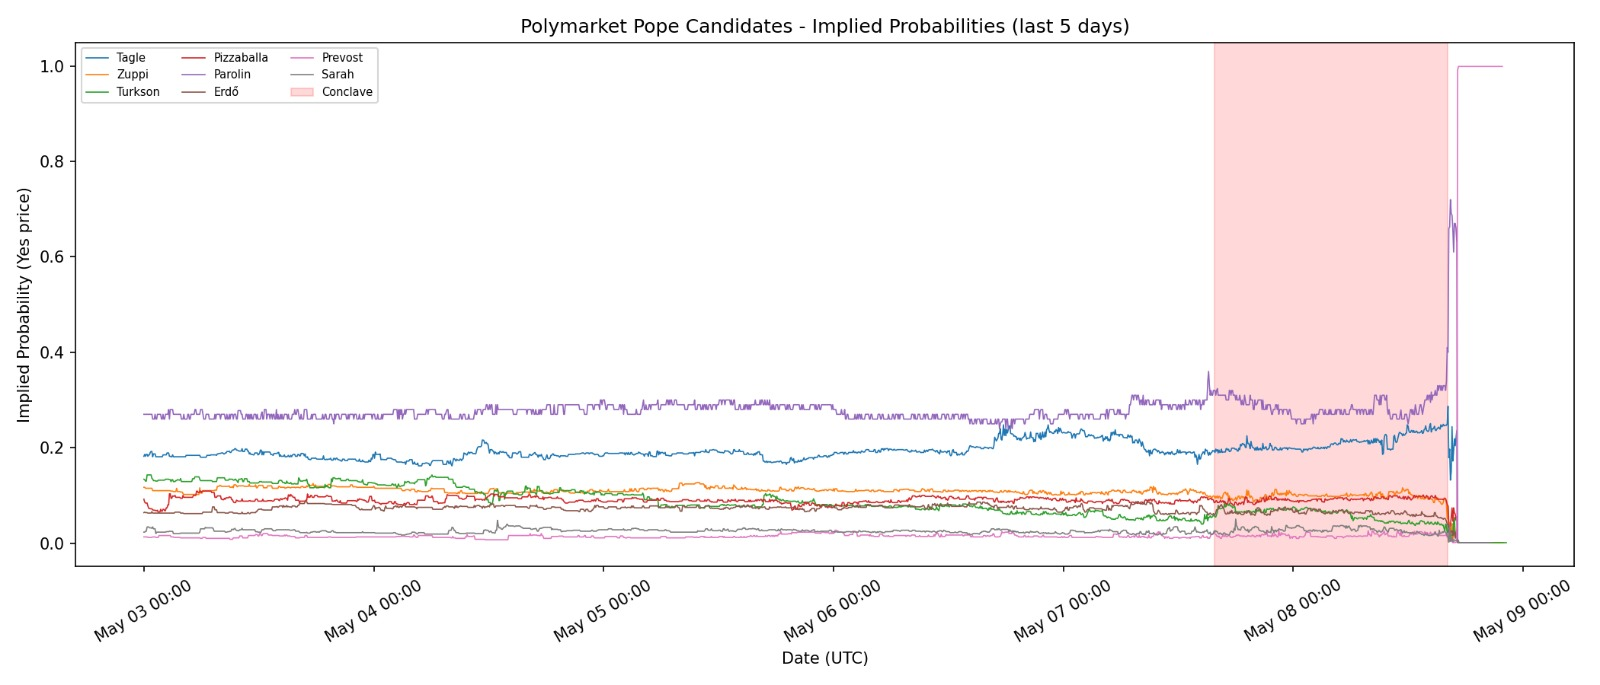 Polymarket Pope Candidates - Implied Probabilities (last 5 days)
Tagle Pizzaballa Prevost
Zuppi Parolin Sarah
Turkson Erdő Conclave
Implied Probability (Yes price)
1.0
0.8
0.6
0.4
0.2
0.0
May 03 00:00 May 04 00:00 May 05 00:00 May 06 00:00 May 07 00:00 May 08 00:00 May 09 00:00
Date (UTC)